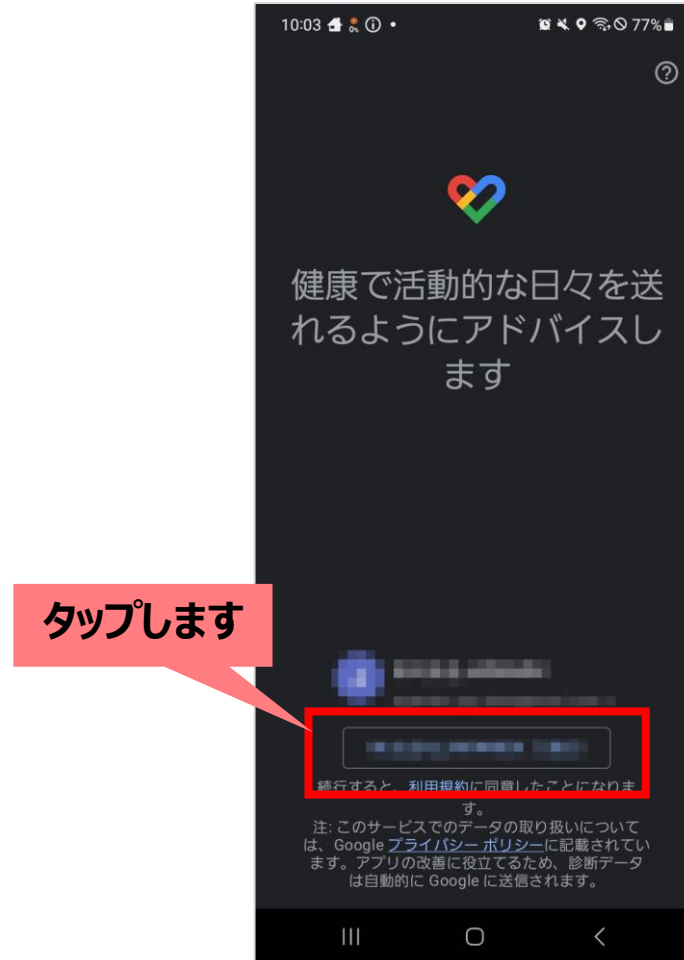 10:03
0%
77%
健康で活動的な日々を送
れるようにアドバイスし
ます
タップします
続行すると、利用規約に同意したことになりま
す。
注: このサービスでのデータの取り扱いについて
は、Google プライバシー ポリシーに記載されてい
ます。アプリの改善に役立てるため、診断データ
は自動的に Google に送信されます。